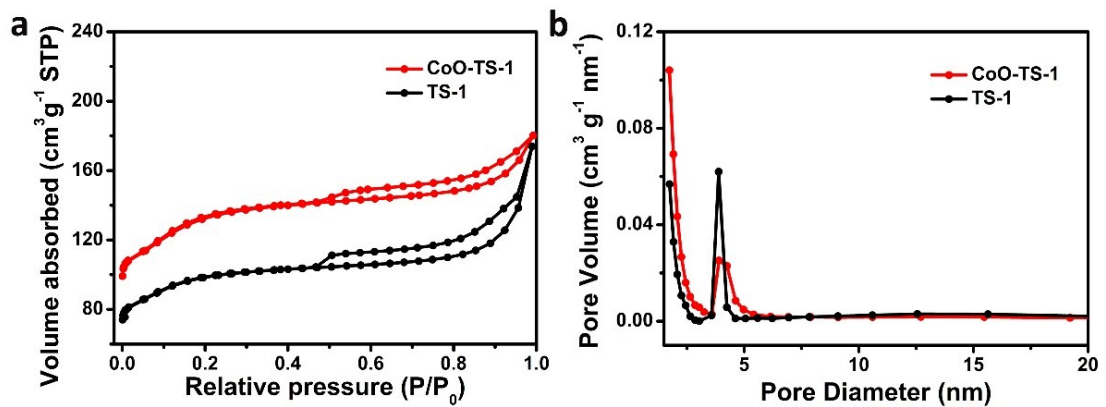 a
Volume absorbed (cm³g⁻¹ STP)
240
200
160
120
80
CoO-TS-1
TS-1
0.0 0.2 0.4 0.6 0.8 1.0
Relative pressure (P/P₀)
b
Pore Volume (cm³ g⁻¹ nm⁻¹)
0.12
0.08
0.04
0.00
CoO-TS-1
TS-1
5 10 15 20
Pore Diameter (nm)